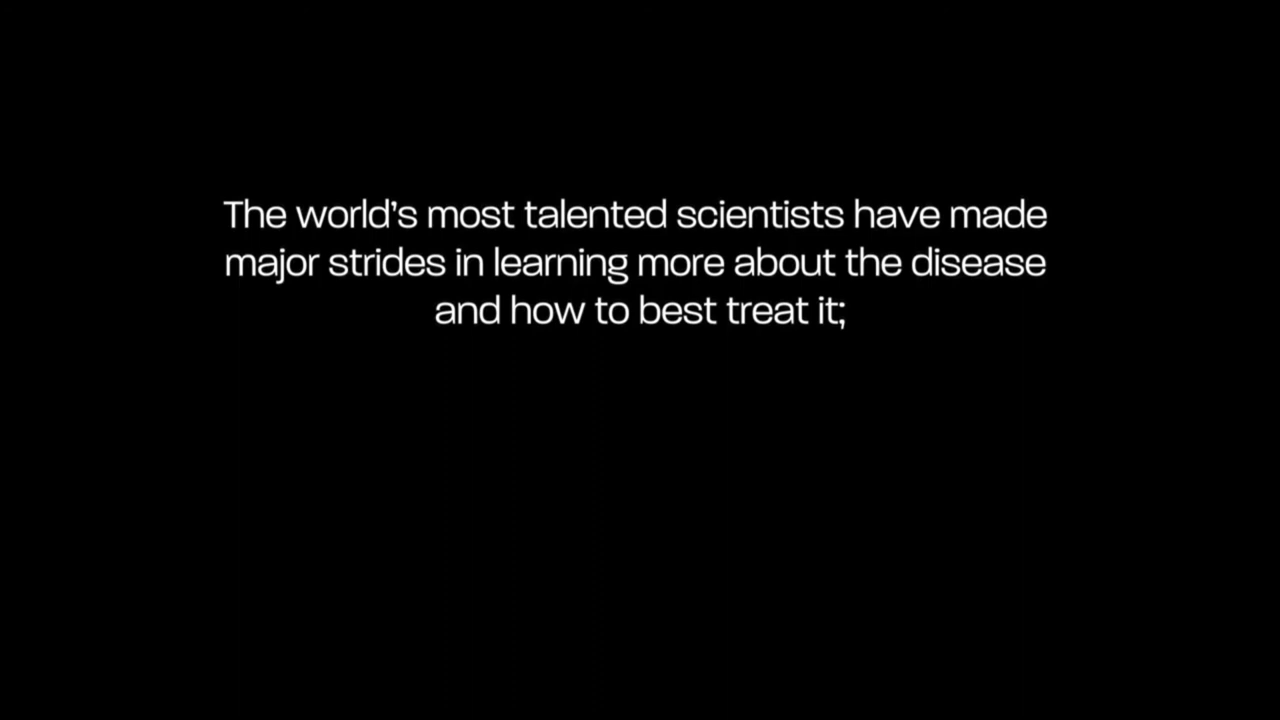 The world's most talented scientists have made
major strides in learning more about the disease
and how to best treat it;